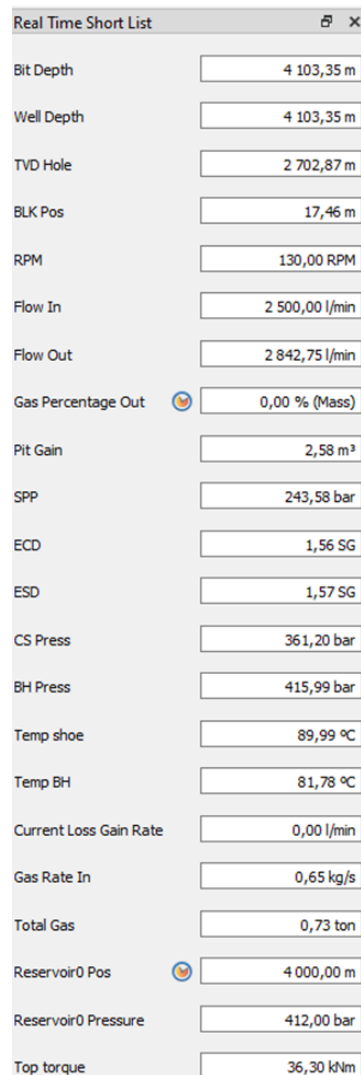 Real Time Short List
Bit Depth 4 103,35 m
Well Depth 4 103,35 m
TVD Hole 2 702,87 m
BLK Pos 17,46 m
RPM 130,00 RPM
Flow In 2 500,00 l/min
Flow Out 2 842,75 l/min
Gas Percentage Out 0,00 % (Mass)
Pit Gain 2,58 m³
SPP 243,58 bar
ECD 1,56 SG
ESD 1,57 SG
CS Press 361,20 bar
BH Press 415,99 bar
Temp shoe 89,99 ºC
Temp BH 81,78 ºC
Current Loss Gain Rate 0,00 l/min
Gas Rate In 0,65 kg/s
Total Gas 0,73 ton
Reservoir0 Pos 4 000,00 m
Reservoir0 Pressure 412,00 bar
Top torque 36,30 kNm